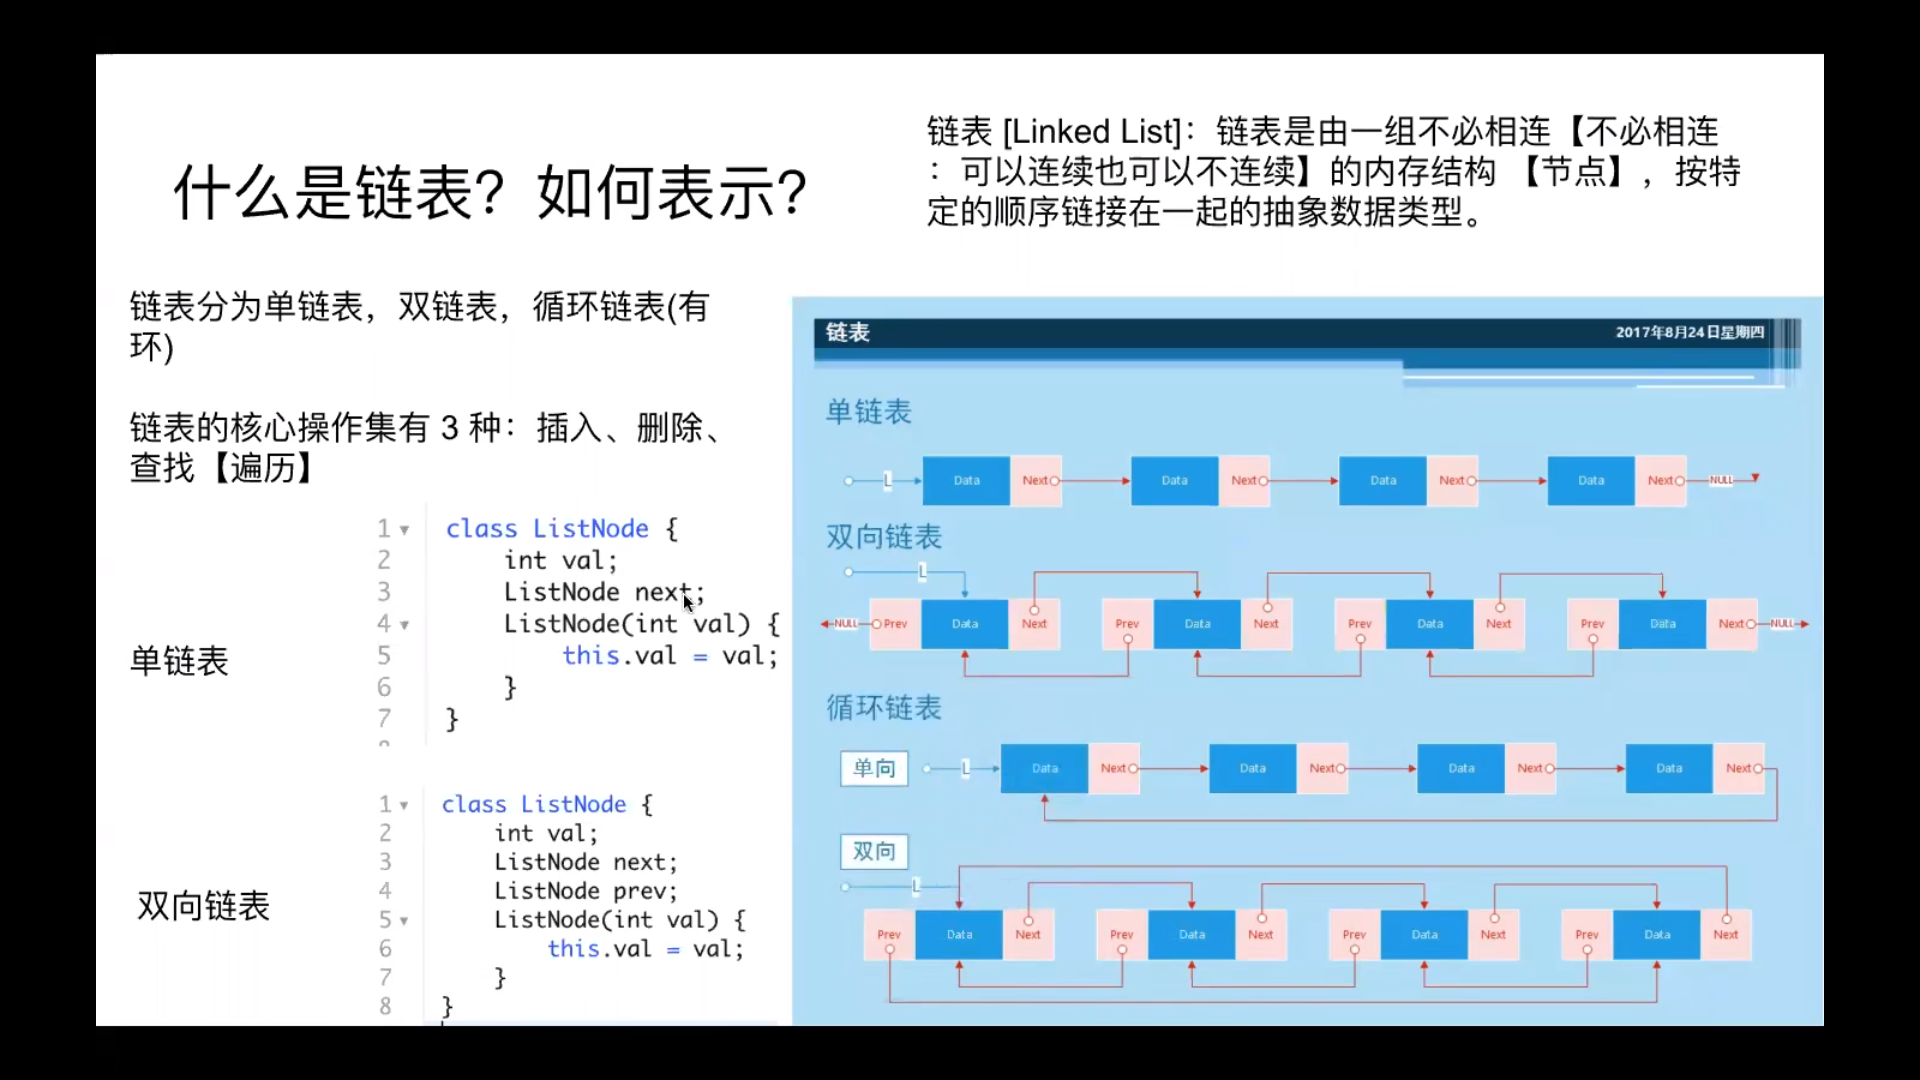 什么是链表？如何表示？
链表 [Linked List]：链表是由一组不必相连【不必相连
：可以连续也可以不连续】的内存结构 【节点】，按特
定的顺序链接在一起的抽象数据类型。
链表分为单链表，双链表，循环链表(有
环)
链表的核心操作集有 3 种：插入、删除、
查找【遍历】
单链表
1 class ListNode {
2 int val;
3 ListNode next;
4 ListNode(int val) {
5 this.val = val;
6 }
7 }
双向链表
1 class ListNode {
2 int val;
3 ListNode next;
4 ListNode prev;
5 ListNode(int val) {
6 this.val = val;
7 }
8 }
链表 2017年8月24日星期四
单链表
L Data Next Data Next Data Next Data Next NULL
双向链表
L
NULL Prev Data Next Prev Data Next Prev Data Next Prev Data Next NULL
循环链表
单向 L Data Next Data Next Data Next Data Next
双向
L
Prev Data Next Prev Data Next Prev Data Next Prev Data Next